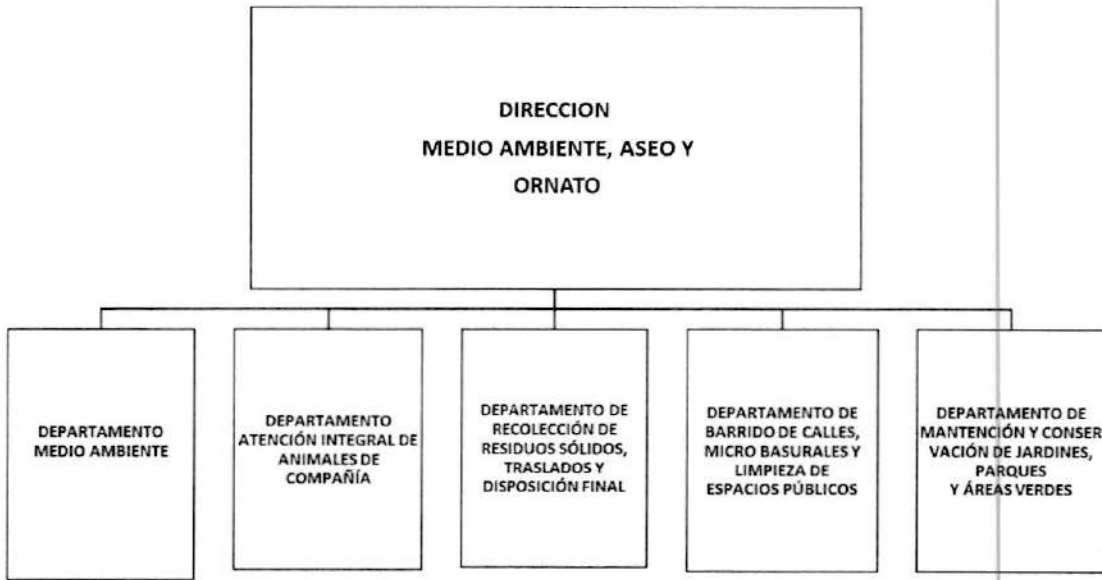 DIRECCION
MEDIO AMBIENTE, ASEO Y
ORNATO
DEPARTAMENTO
MEDIO AMBIENTE
DEPARTAMENTO
ATENCIÓN INTEGRAL DE
ANIMALES DE
COMPAÑÍA
DEPARTAMENTO DE
RECOLECCIÓN DE
RESIDUOS SÓLIDOS,
TRASLADOS Y
DISPOSICIÓN FINAL
DEPARTAMENTO DE
BARRIDO DE CALLES,
MICRO BASURALES Y
LIMPIEZA DE
ESPACIOS PÚBLICOS
DEPARTAMENTO DE
MANTENCIÓN Y CONSER
VACIÓN DE JARDINES,
PARQUES
Y ÁREAS VERDES